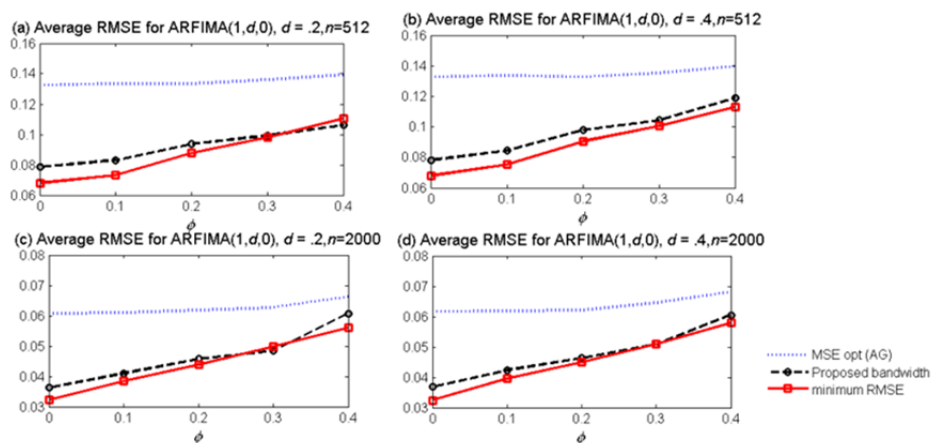 (a) Average RMSE for ARFIMA(1,d,0), d = .2,n=512
0.16
0.14
0.12
0.1
0.08
0.06
0 0.1 0.2 0.3 0.4
ϕ
(b) Average RMSE for ARFIMA(1,d,0), d = .4,n=512
0.16
0.14
0.12
0.1
0.08
0.06
0 0.1 0.2 0.3 0.4
ϕ
(c) Average RMSE for ARFIMA(1,d,0), d = .2,n=2000
0.08
0.07
0.06
0.05
0.04
0.03
0 0.1 0.2 0.3 0.4
ϕ
(d) Average RMSE for ARFIMA(1,d,0), d = .4,n=2000
0.08
0.07
0.06
0.05
0.04
0.03
0 0.1 0.2 0.3 0.4
ϕ
MSE opt (AG)
Proposed bandwidth
minimum RMSE